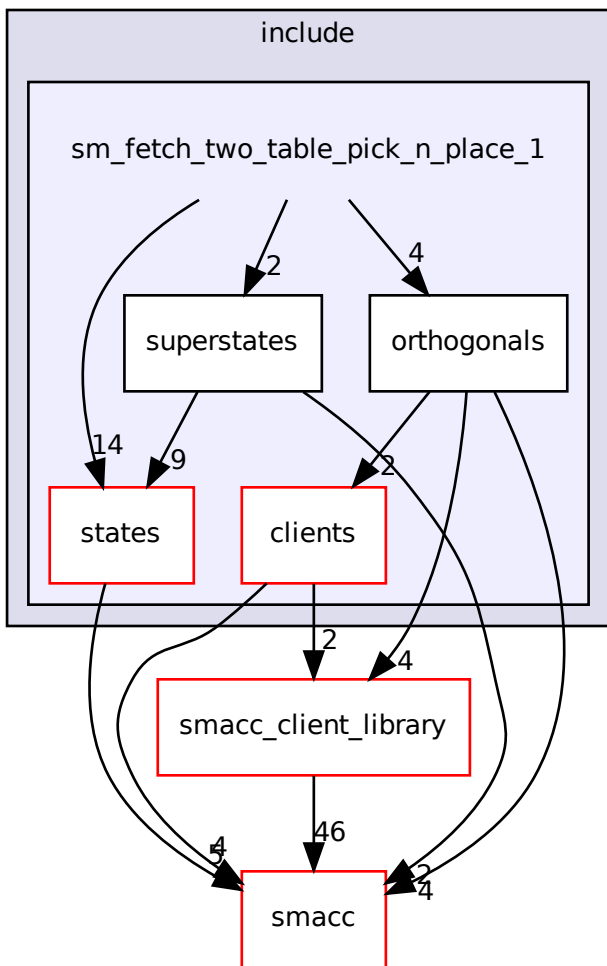 include
sm_fetch_two_table_pick_n_place_1
2
4
superstates
orthogonals
14
9
2
states
clients
2
4
smacc_client_library
46
4
5
2
4
smacc